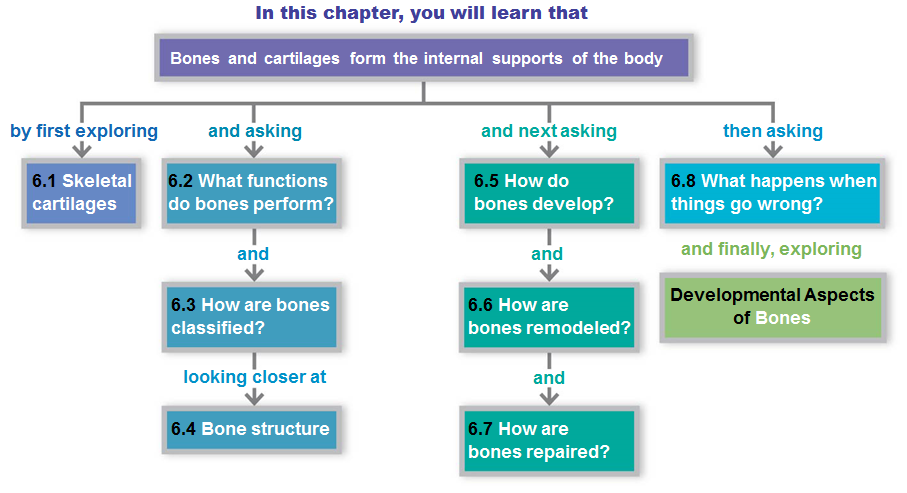 In this chapter, you will learn that
Bones and cartilages form the internal supports of the body
by first exploring
6.1 Skeletal
cartilages
and asking
6.2 What functions
do bones perform?
and
6.3 How are bones
classified?
looking closer at
6.4 Bone structure
and next asking
6.5 How do
bones develop?
and
6.6 How are
bones remodeled?
and
6.7 How are
bones repaired?
then asking
6.8 What happens when
things go wrong?
and finally, exploring
Developmental Aspects
of Bones